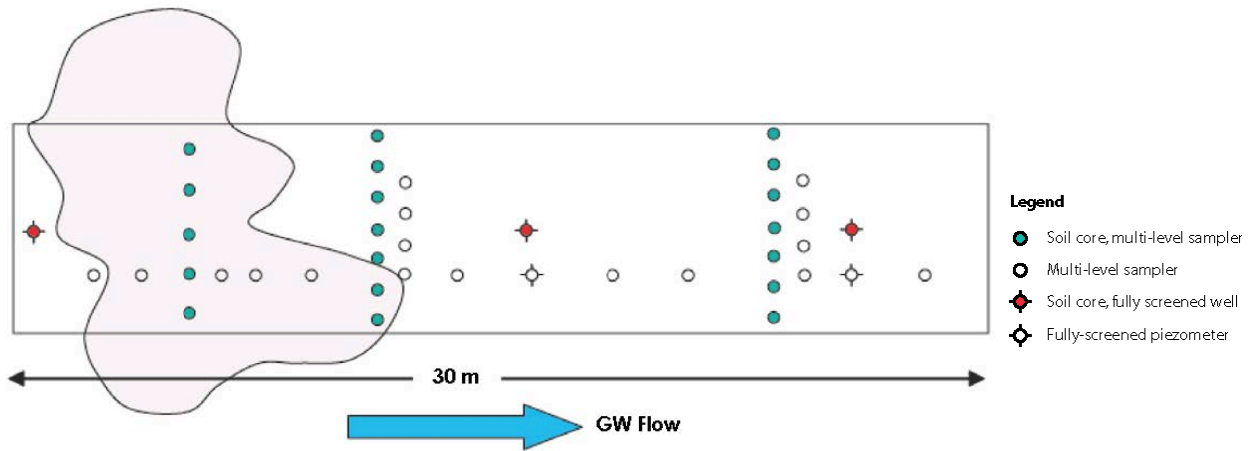 Legend
Soil core, multi-level sampler
Multi-level sampler
Soil core, fully screened well
Fully-screened piezometer
30 m
GW Flow